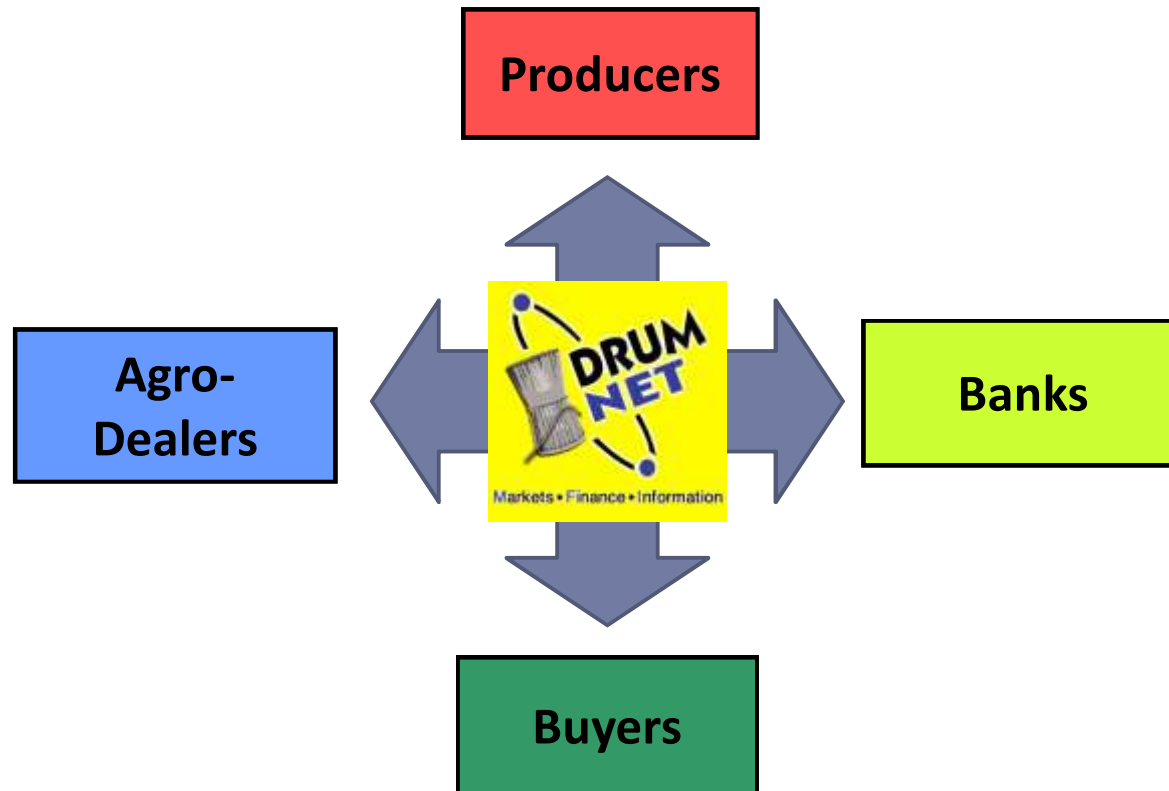 Producers
Agro-
Dealers
DRUM
NET
Markets • Finance • Information
Banks
Buyers